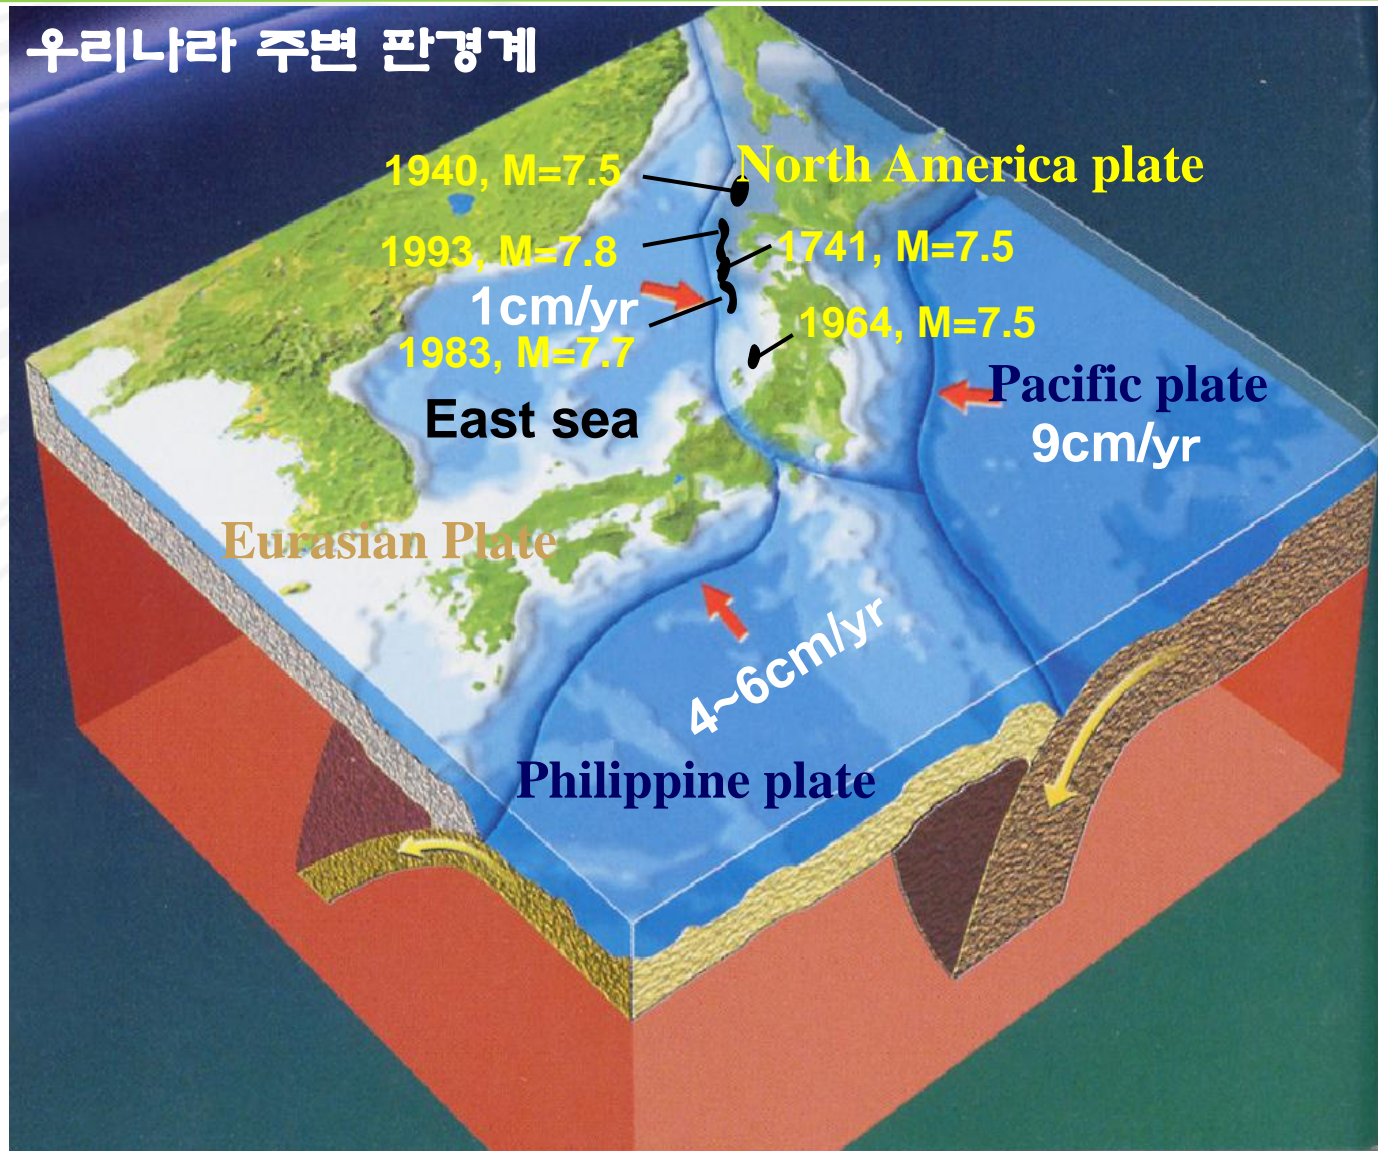 우리나라 주변 판경계
1940, M=7.5
North America plate
1993, M=7.8
1741, M=7.5
1cm/yr
1964, M=7.5
1983, M=7.7
Pacific plate
9cm/yr
East sea
Eurasian Plate
4~6cm/yr
Philippine plate